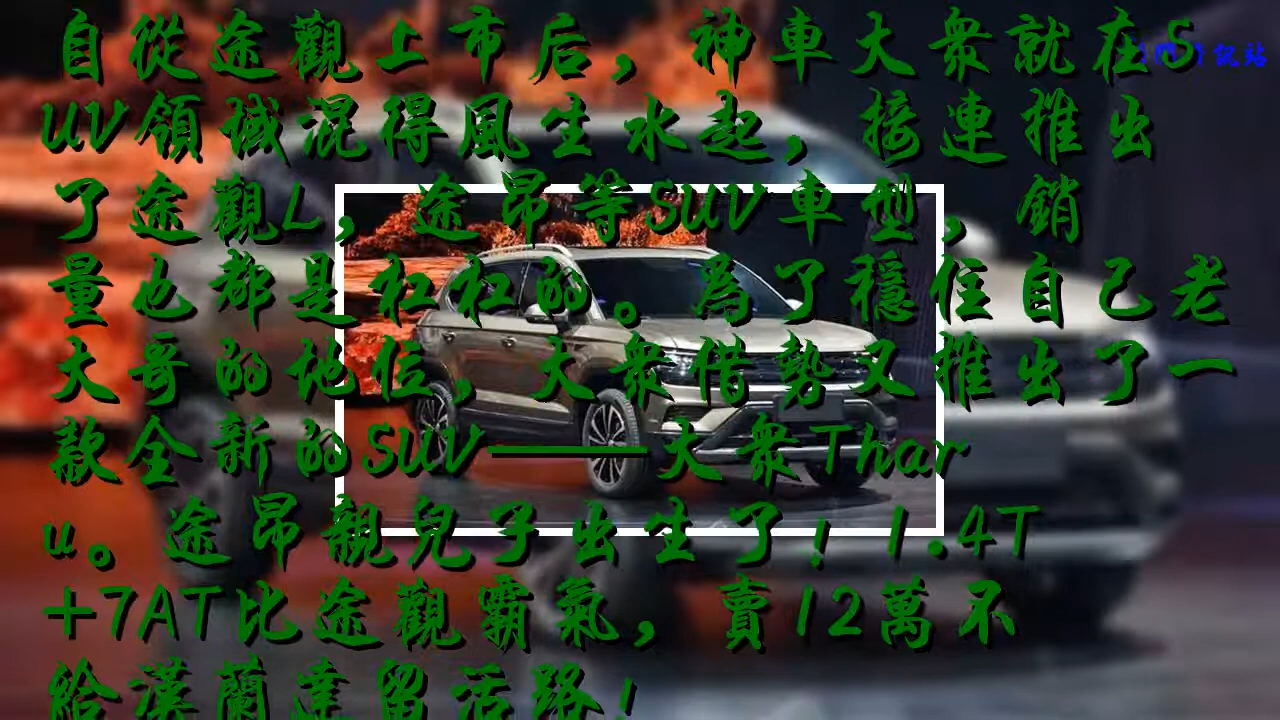 自從途觀上市后，神車大衆就在S
UV領域混得風生水起，接連推出
了途觀L，途昂等SUV車型，銷
量也都是杠杠的。為了穩住自己老
大哥的地位，大衆借勢又推出了一
款全新的SUV——大衆Thar
u。途昂親兒子出生了！1.4T
+7AT比途觀霸氣，賣12萬不
給漢蘭達留活路！
訊站